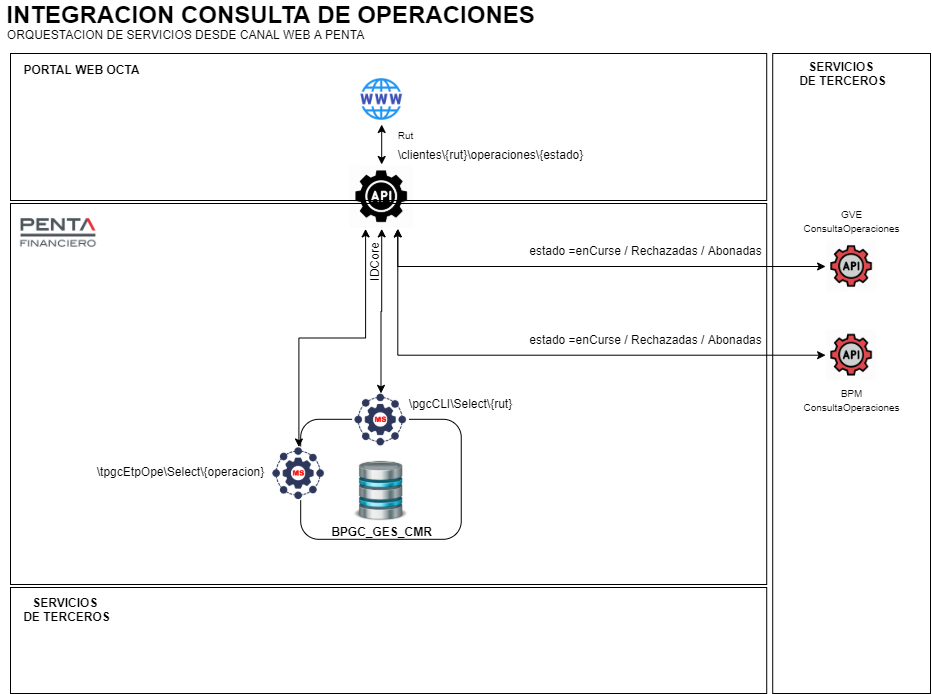 INTEGRACION CONSULTA DE OPERACIONES
ORQUESTACION DE SERVICIOS DESDE CANAL WEB A PENTA
PORTAL WEB OCTA
SERVICIOS
DE TERCEROS
WWW
Rut
\clientes\{rut}\operaciones\{estado}
API
PENTA
FINANCIERO
IDCore
GVE
ConsultaOperaciones
estado =enCurse / Rechazadas / Abonadas
API
estado =enCurse / Rechazadas / Abonadas
API
BPM
ConsultaOperaciones
\pgcCLI\Select\{rut}
MS
\tpgcEtpOpe\Select\{operacion}
MS
BPGC_GES_CMR
SERVICIOS
DE TERCEROS